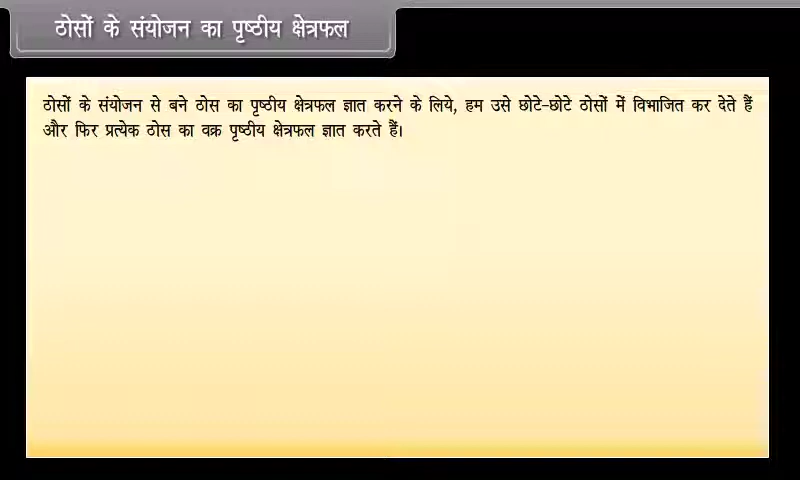 ठोसों के संयोजन का पृष्ठीय क्षेत्रफल
ठोसों के संयोजन से बने ठोस का पृष्ठीय क्षेत्रफल ज्ञात करने के लिये, हम उसे छोटे-छोटे ठोसों में विभाजित कर देते हैं
और फिर प्रत्येक ठोस का वक्र पृष्ठीय क्षेत्रफल ज्ञात करते हैं।